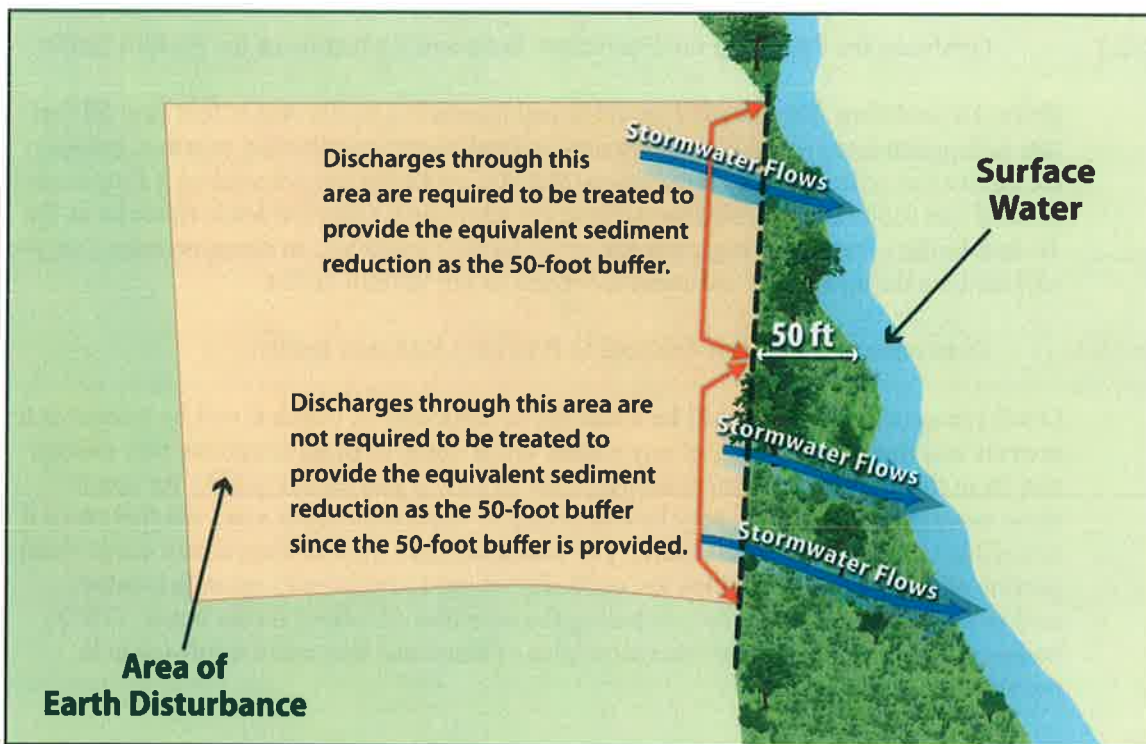 Stormwater Flows
Discharges through this
area are required to be treated to
provide the equivalent sediment
reduction as the 50-foot buffer.
Surface
Water
50 ft
Discharges through this area are
not required to be treated to
provide the equivalent sediment
reduction as the 50-foot buffer
since the 50-foot buffer is provided.
Stormwater Flows
Stormwater Flows
Area of
Earth Disturbance